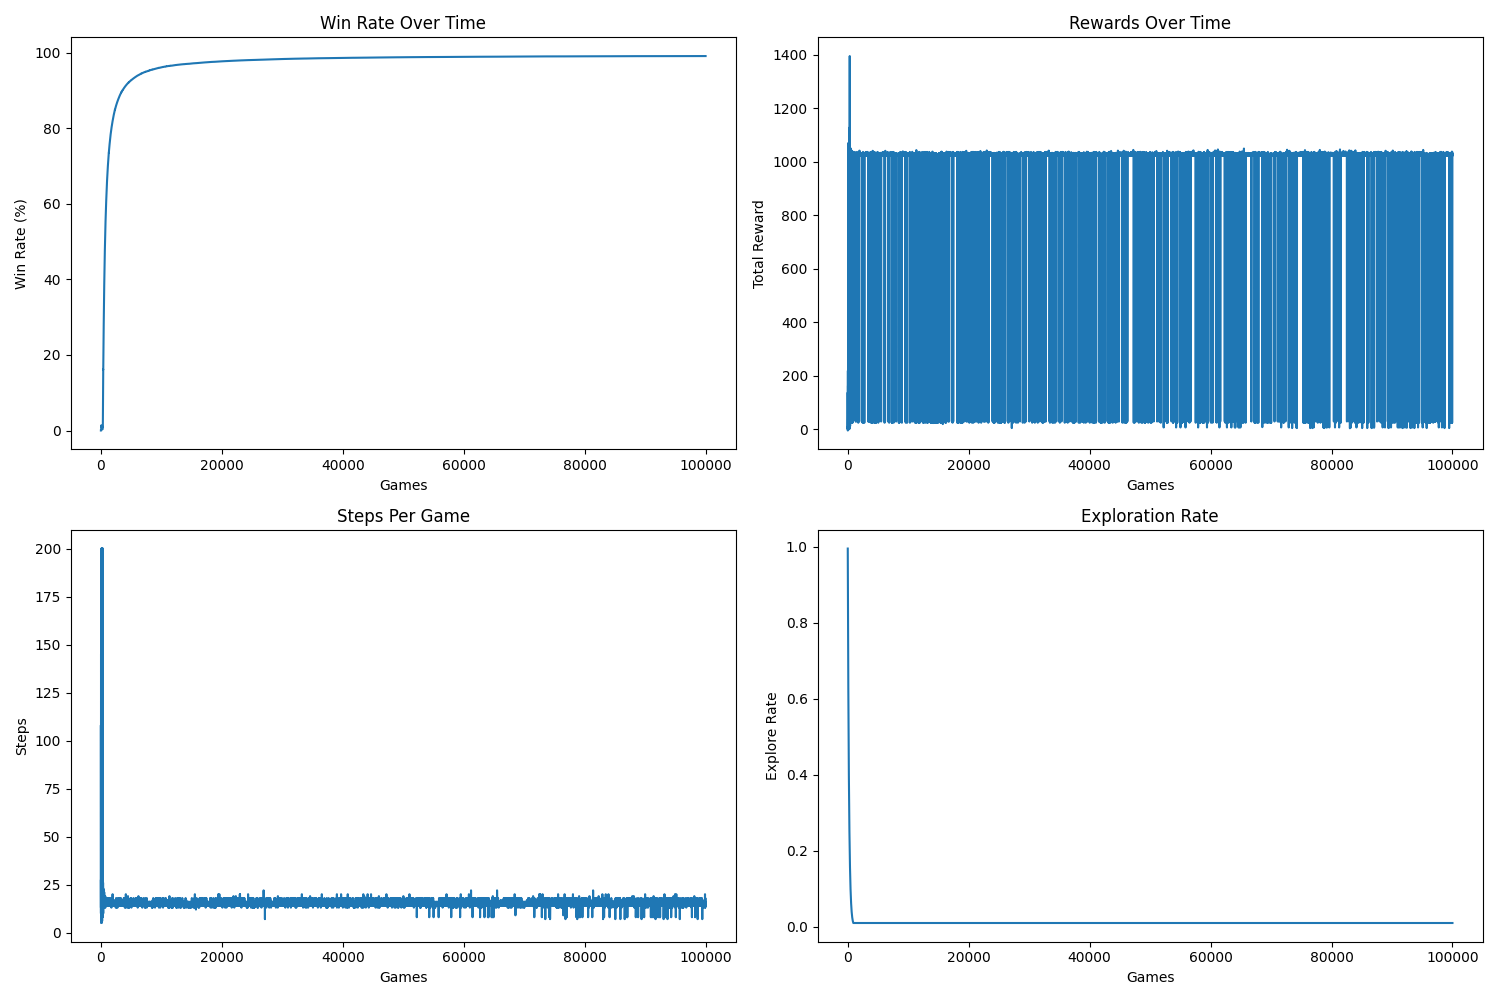 Win Rate Over Time
Win Rate (%)
100
80
60
40
20
0
0 20000 40000 60000 80000 100000
Games
Rewards Over Time
Total Reward
1400
1200
1000
800
600
400
200
0
0 20000 40000 60000 80000 100000
Games
Steps Per Game
Steps
200
175
150
125
100
75
50
25
0
0 20000 40000 60000 80000 100000
Games
Exploration Rate
Explore Rate
1.0
0.8
0.6
0.4
0.2
0.0
0 20000 40000 60000 80000 100000
Games